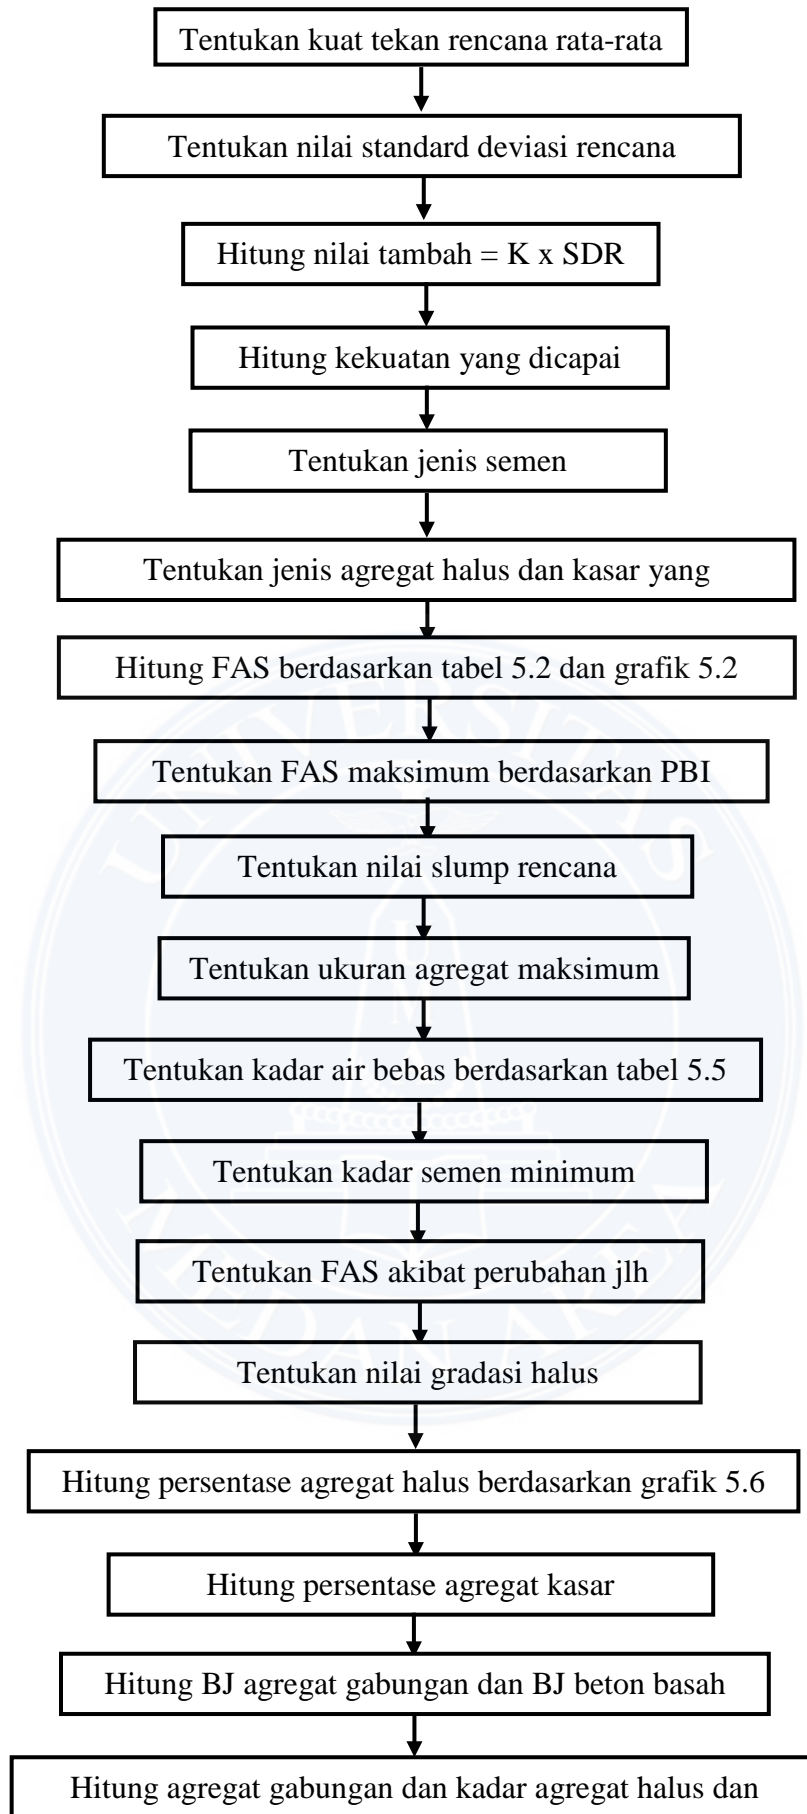 Tentukan kuat tekan rencana rata-rata
Tentukan nilai standard deviasi rencana
Hitung nilai tambah = K x SDR
Hitung kekuatan yang dicapai
Tentukan jenis semen
Tentukan jenis agregat halus dan kasar yang
Hitung FAS berdasarkan tabel 5.2 dan grafik 5.2
Tentukan FAS maksimum berdasarkan PBI
Tentukan nilai slump rencana
Tentukan ukuran agregat maksimum
Tentukan kadar air bebas berdasarkan tabel 5.5
Tentukan kadar semen minimum
Tentukan FAS akibat perubahan jlh
Tentukan nilai gradasi halus
Hitung persentase agregat halus berdasarkan grafik 5.6
Hitung persentase agregat kasar
Hitung BJ agregat gabungan dan BJ beton basah
Hitung agregat gabungan dan kadar agregat halus dan
UNIVERSITAS
MEDAN AREA